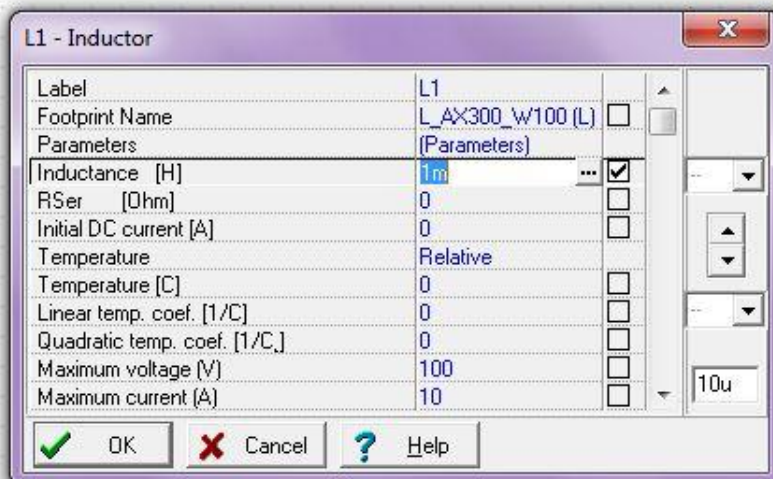 L1 - Inductor
Label L1
Footprint Name L_AX300_W100 (L)
Parameters (Parameters)
Inductance [H] 1m ...
RSer [Ohm] 0
Initial DC current [A] 0
Temperature Relative
Temperature [C] 0
Linear temp. coef. [1/C] 0
Quadratic temp. coef. [1/C¸] 0
Maximum voltage (V) 100
Maximum current (A) 10
--
--
10u
OK Cancel ? Help